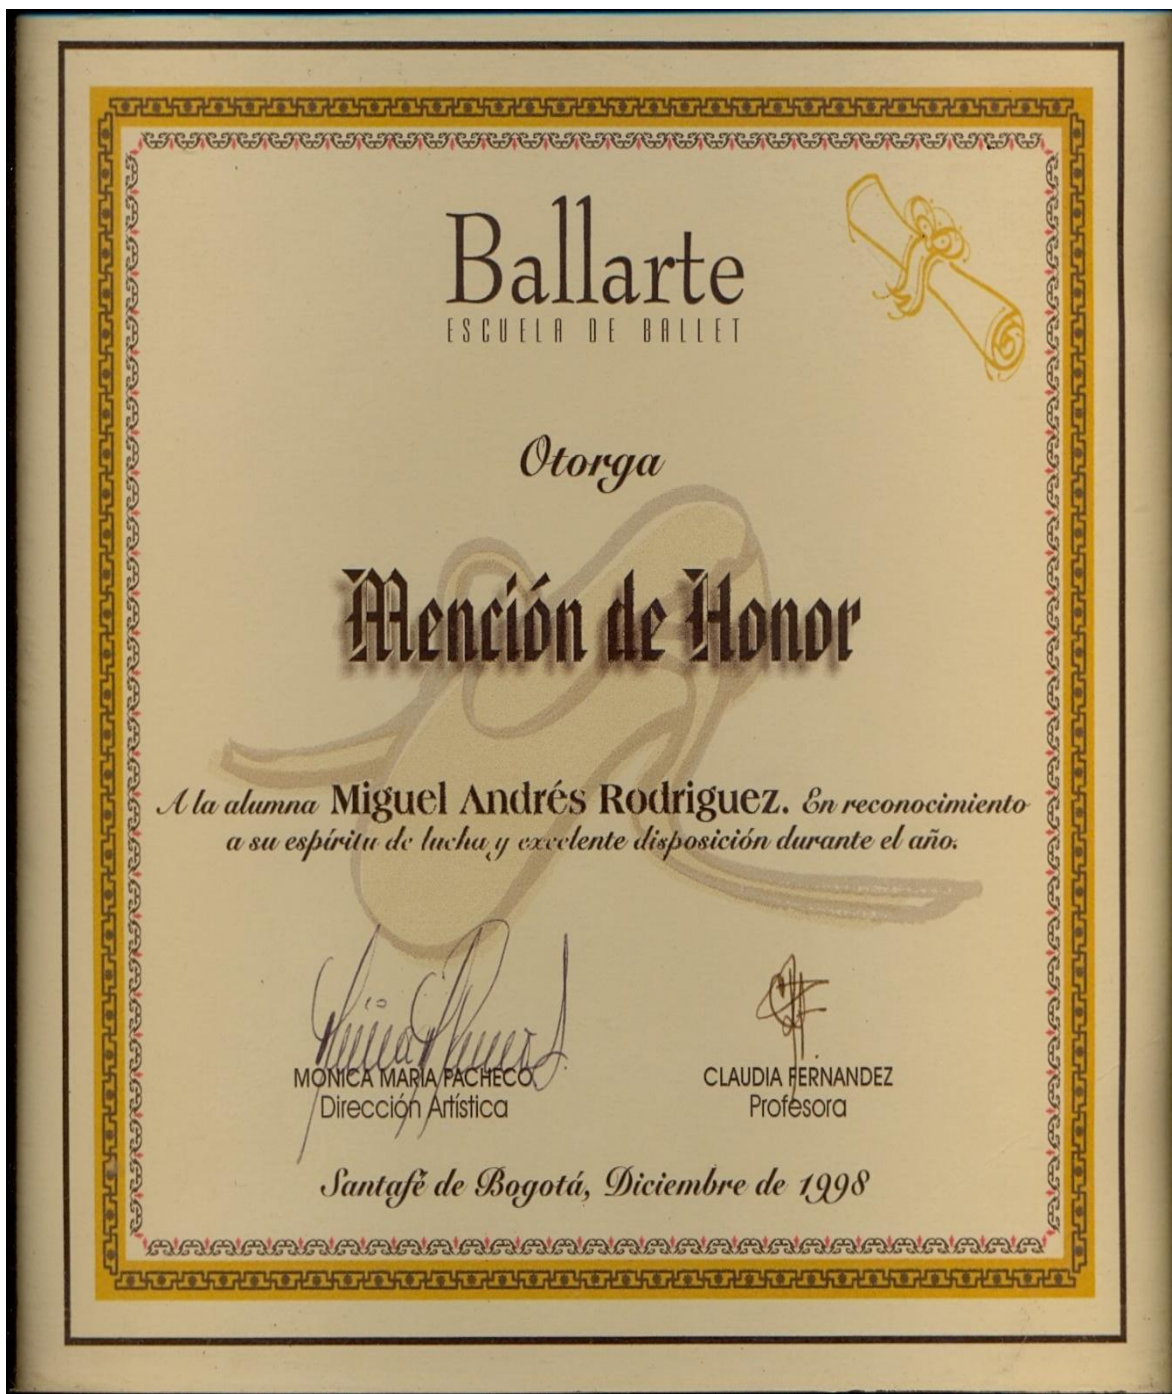 Ballarte
ESCUELA DE BALLET
Otorga
Mención de Honor
A la alumna Miguel Andrés Rodriguez. En reconocimiento
a su espíritu de lucha y excelente disposición durante el año.
MONICA MARIA PACHECO
Dirección Artística
CLAUDIA FERNANDEZ
Profesora
Santafé de Bogotá, Diciembre de 1998